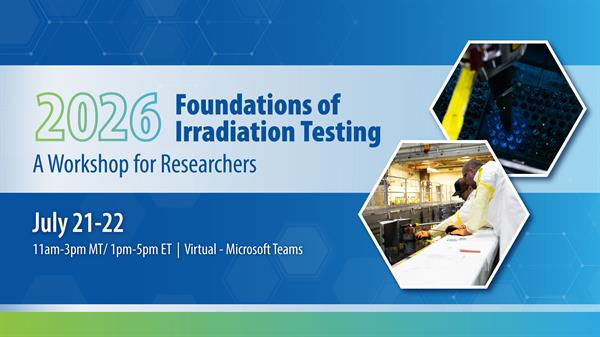 2026 Foundations of
Irradiation Testing
A Workshop for Researchers
July 21-22
11am-3pm MT/ 1pm-5pm ET | Virtual - Microsoft Teams